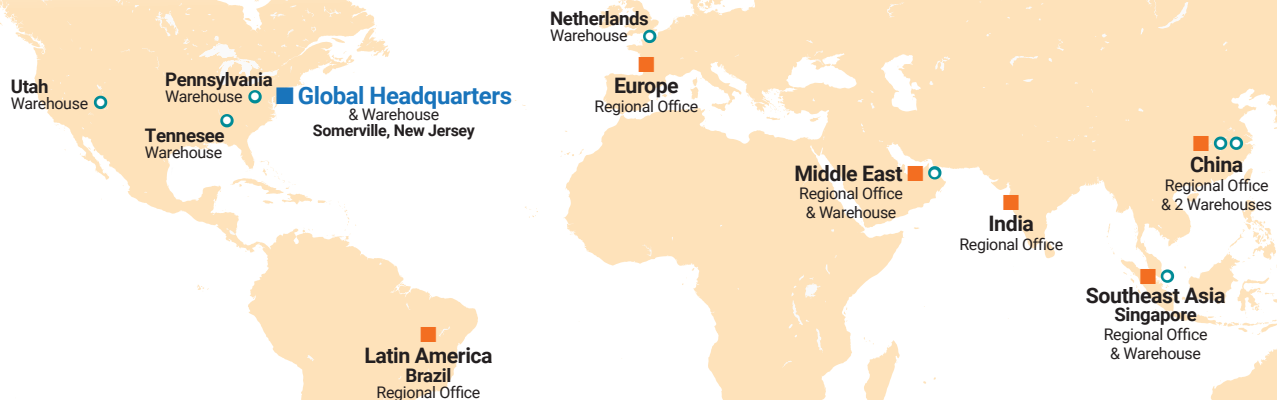 Utah
Warehouse
Pennsylvania
Warehouse
Tennesee
Warehouse
Global Headquarters
& Warehouse
Somerville, New Jersey
Latin America
Brazil
Regional Office
Netherlands
Warehouse
Europe
Regional Office
Middle East
Regional Office
& Warehouse
India
Regional Office
China
Regional Office
& 2 Warehouses
Southeast Asia
Singapore
Regional Office
& Warehouse